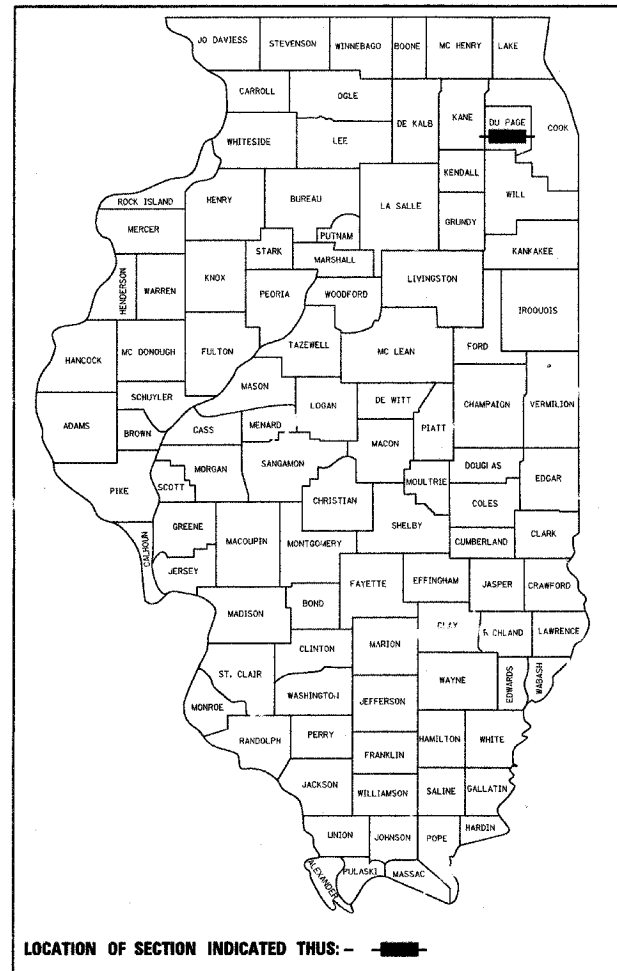 JO DAVIESS STEVENSON WINNEBAGO BOONE MC HENRY LAKE
CARROLL OGLE DE KALB KANE DU PAGE COOK
WHITESIDE LEE
KENDALL WILL
ROCK ISLAND HENRY BUREAU LA SALLE GRUNDY
MERCER PUTNAM
STARK MARSHALL KANKAKEE
HENDERSON WARREN KNOX PEORIA WOODFORD LIVINGSTON IROQUOIS
HANCOCK MC DONOUGH FULTON TAZEWELL MC LEAN FORD
MASON
SCHUYLER LOGAN DE WITT CHAMPAIGN VERMILION
ADAMS BROWN CASS MENARD PIATT
MACON
MORGAN SANGAMON DOUGLAS EDGAR
PIKE SCOTT CHRISTIAN MOULTRIE COLES
GREENE MACOUPIN MONTGOMERY SHELBY CUMBERLAND CLARK
CALHOUN JERSEY
FAYETTE EFFINGHAM JASPER CRAWFORD
MADISON BOND
CLINTON MARION CLAY RICHLAND LAWRENCE
ST. CLAIR WAYNE EDWARDS WABASH
WASHINGTON JEFFERSON
MONROE
RANDOLPH PERRY FRANKLIN HAMILTON WHITE
JACKSON WILLIAMSON SALINE GALLATIN
UNION JOHNSON POPE HARDIN
ALEXANDER PULASKI MASSAC
LOCATION OF SECTION INDICATED THUS: -